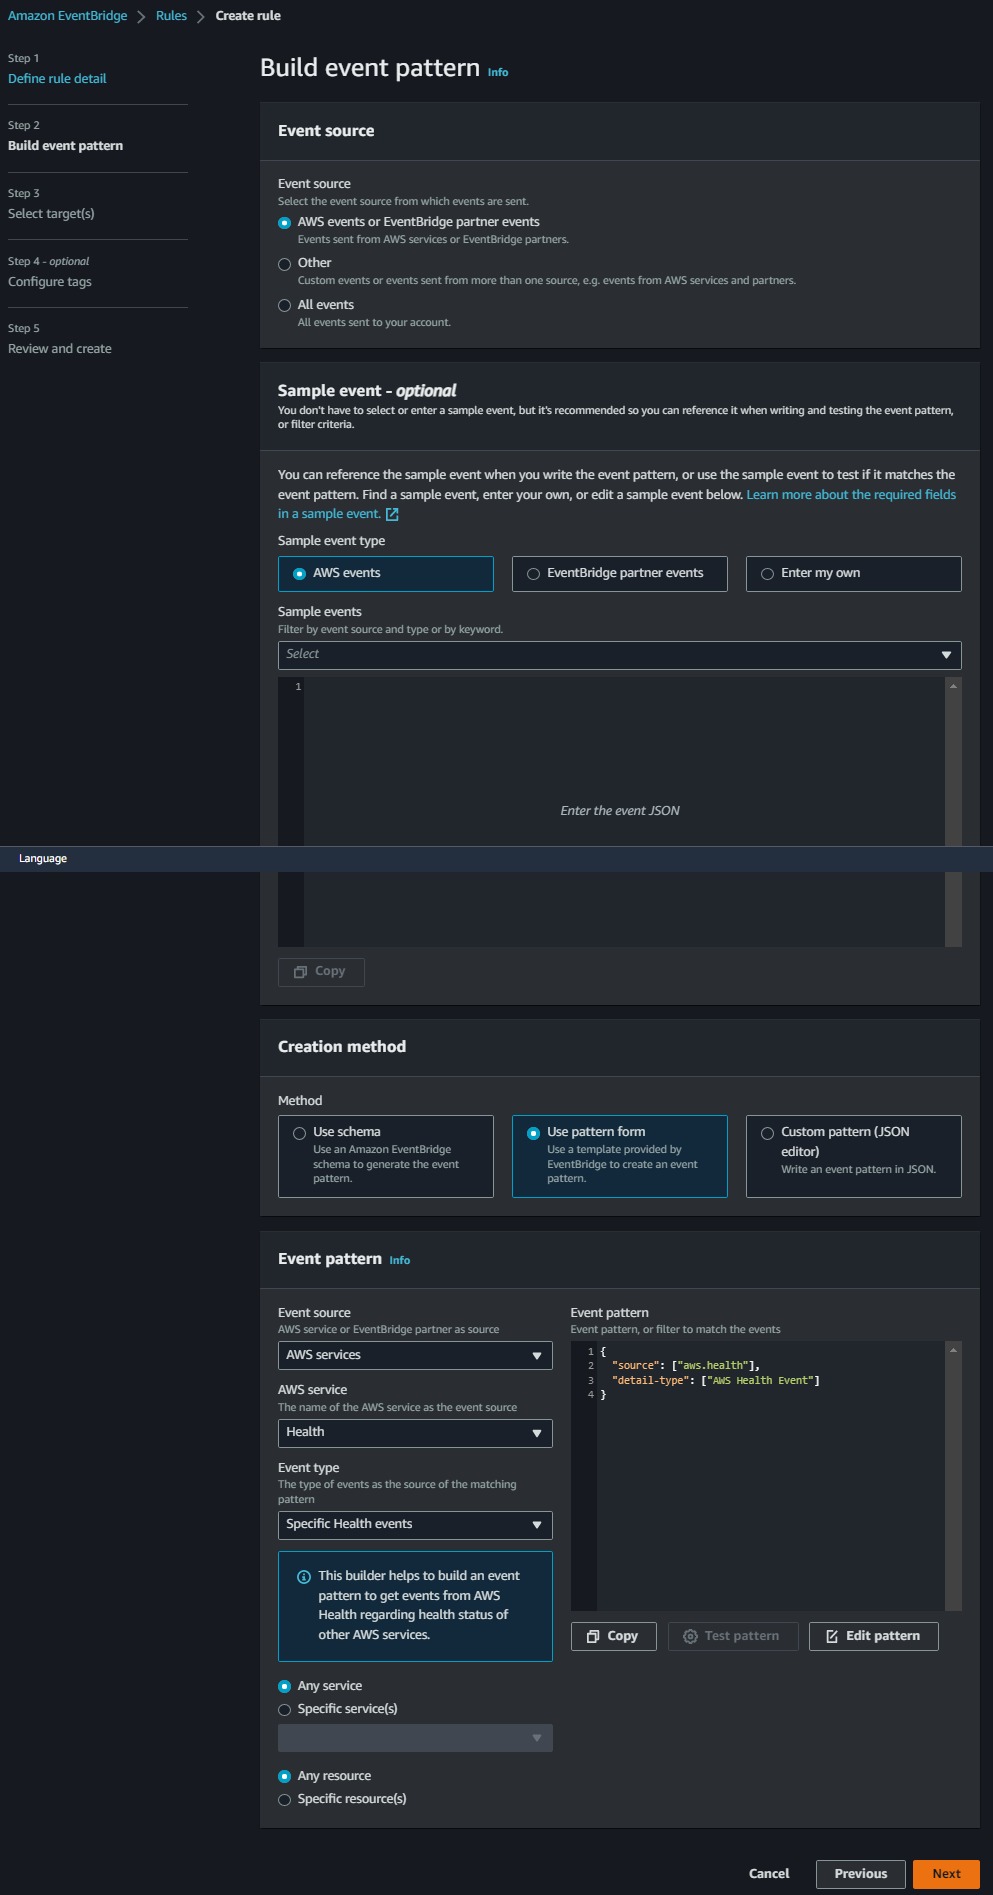 Amazon EventBridge > Rules > Create rule
Step 1
Define rule detail
Step 2
Build event pattern
Step 3
Select target(s)
Step 4 - optional
Configure tags
Step 5
Review and create
Build event pattern Info
Event source
Event source
Select the event source from which events are sent.
AWS events or EventBridge partner events
Events sent from AWS services or EventBridge partners.
Other
Custom events or events sent from more than one source, e.g. events from AWS services and partners.
All events
All events sent to your account.
Sample event - optional
You don't have to select or enter a sample event, but it's recommended so you can reference it when writing and testing the event pattern,
or filter criteria.
You can reference the sample event when you write the event pattern, or use the sample event to test if it matches the
event pattern. Find a sample event, enter your own, or edit a sample event below. Learn more about the required fields
in a sample event.
Sample event type
AWS events
EventBridge partner events
Enter my own
Sample events
Filter by event source and type or by keyword.
Select
1
Enter the event JSON
Language
Copy
Creation method
Method
Use schema
Use an Amazon EventBridge
schema to generate the event
pattern.
Use pattern form
Use a template provided by
EventBridge to create an event
pattern.
Custom pattern (JSON
editor)
Write an event pattern in JSON.
Event pattern Info
Event source
AWS service or EventBridge partner as source
AWS services
AWS service
The name of the AWS service as the event source
Health
Event type
The type of events as the source of the matching
pattern
Specific Health events
This builder helps to build an event
pattern to get events from AWS
Health regarding health status of
other AWS services.
Any service
Specific service(s)
Any resource
Specific resource(s)
Event pattern
Event pattern, or filter to match the events
1 {
2 "source": ["aws.health"],
3 "detail-type": ["AWS Health Event"]
4 }
Copy
Test pattern
Edit pattern
Cancel
Previous
Next